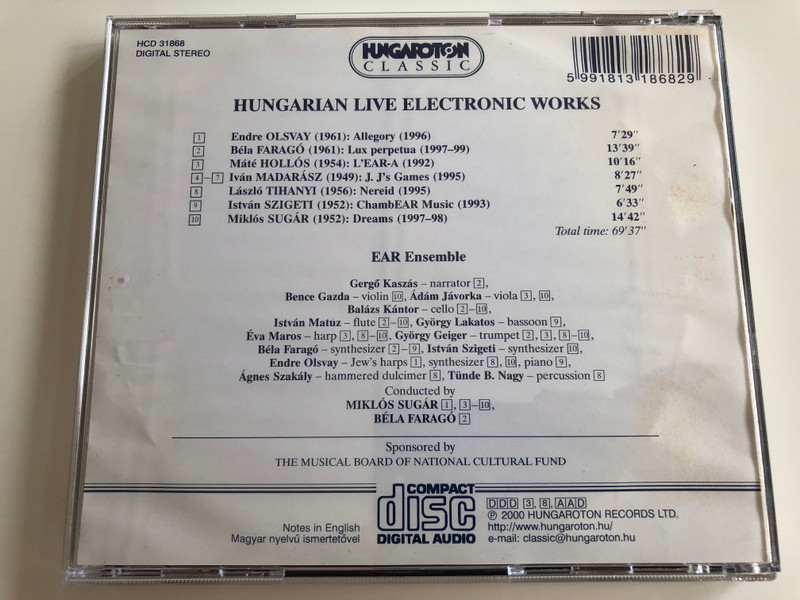 HCD 31868
DIGITAL STEREO
HUNGAROTON
CLASSIC
5 991813 186829
HUNGARIAN LIVE ELECTRONIC WORKS
1 Endre OLSVAY (1961): Allegory (1996) 7'29"
2 Béla FARAGÓ (1961): Lux perpetua (1997–99) 13'39"
3 Máté HOLLÓS (1954): L'EAR-A (1992) 10'16"
4–7 Iván MADARÁSZ (1949): J. J's Games (1995) 8'27"
8 László TIHANYI (1956): Nereid (1995) 7'49"
9 István SZIGETI (1952): ChambEAR Music (1993) 6'33"
10 Miklós SUGÁR (1952): Dreams (1997–98) 14'42"
Total time: 69'37"
EAR Ensemble
Gergő Kaszás – narrator 2,
Bence Gazda – violin 10, Ádám Jávorka – viola 3, 10,
Balázs Kántor – cello 2–10,
István Matuz – flute 2–10, György Lakatos – bassoon 9,
Éva Maros – harp 3, 8–10, György Geiger – trumpet 2, 3, 8–10,
Béla Faragó – synthesizer 2–9, István Szigeti – synthesizer 10,
Endre Olsvay – Jew's harps 1, synthesizer 8, 10, piano 9,
Ágnes Szakály – hammered dulcimer 8, Tünde B. Nagy – percussion 8
Conducted by
MIKLÓS SUGÁR 1, 3–10,
BÉLA FARAGÓ 2
Sponsored by
THE MUSICAL BOARD OF NATIONAL CULTURAL FUND
Notes in English
Magyar nyelvű ismertetővel
COMPACT
disc
DIGITAL AUDIO
DDD 3, 8, AAD
℗ 2000 HUNGAROTON RECORDS LTD.
http://www.hungaroton.hu/
e-mail: classic@hungaroton.hu